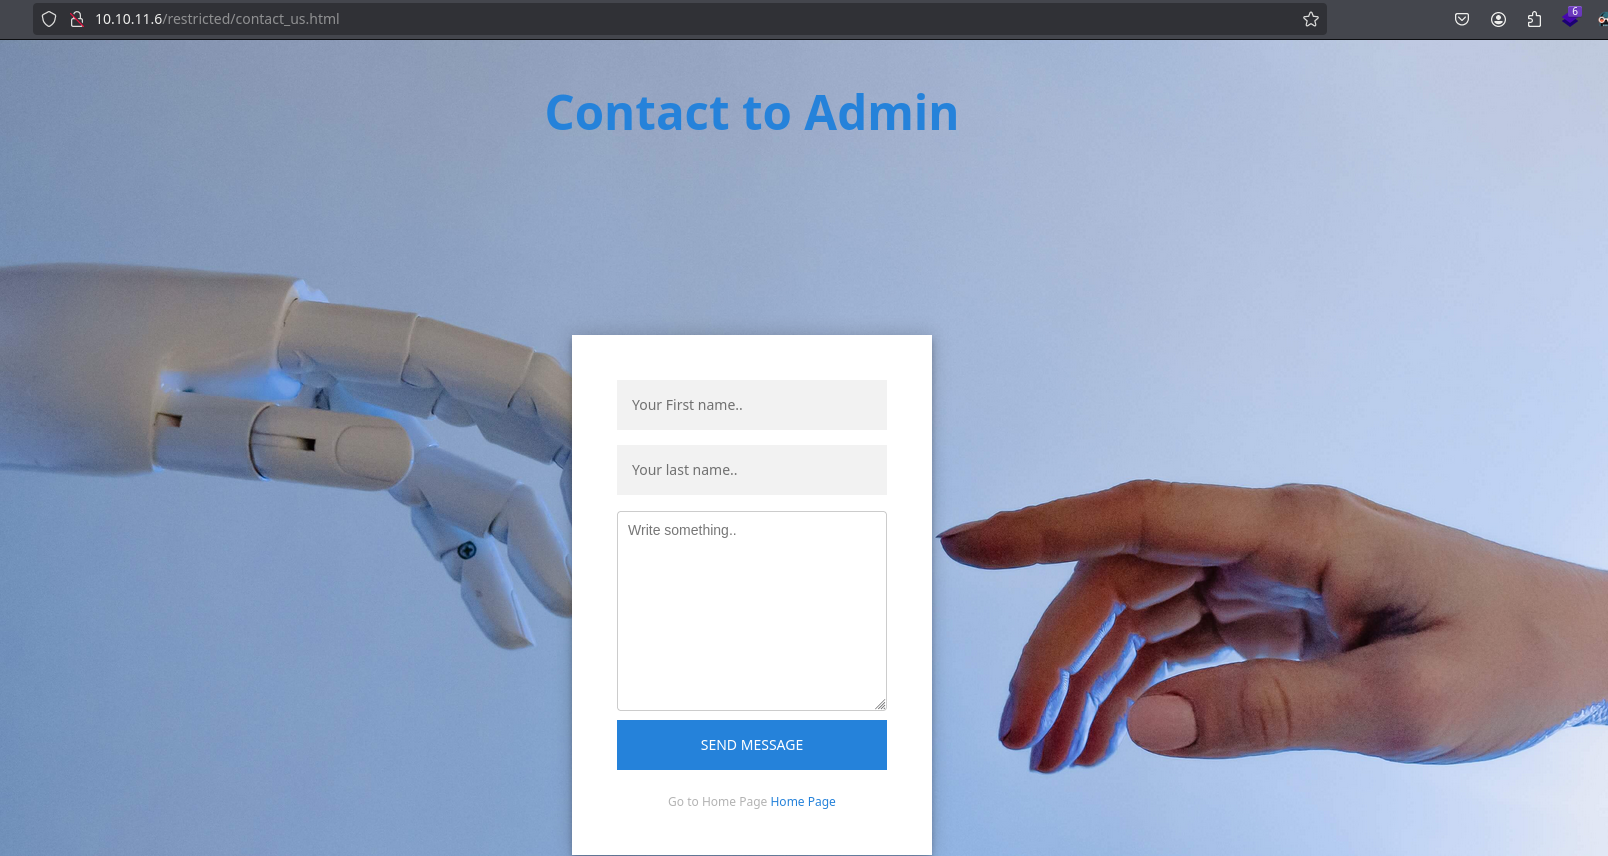 10.10.11.6/restricted/contact_us.html
6
Contact to Admin
Your First name..
Your last name..
Write something..
SEND MESSAGE
Go to Home Page Home Page